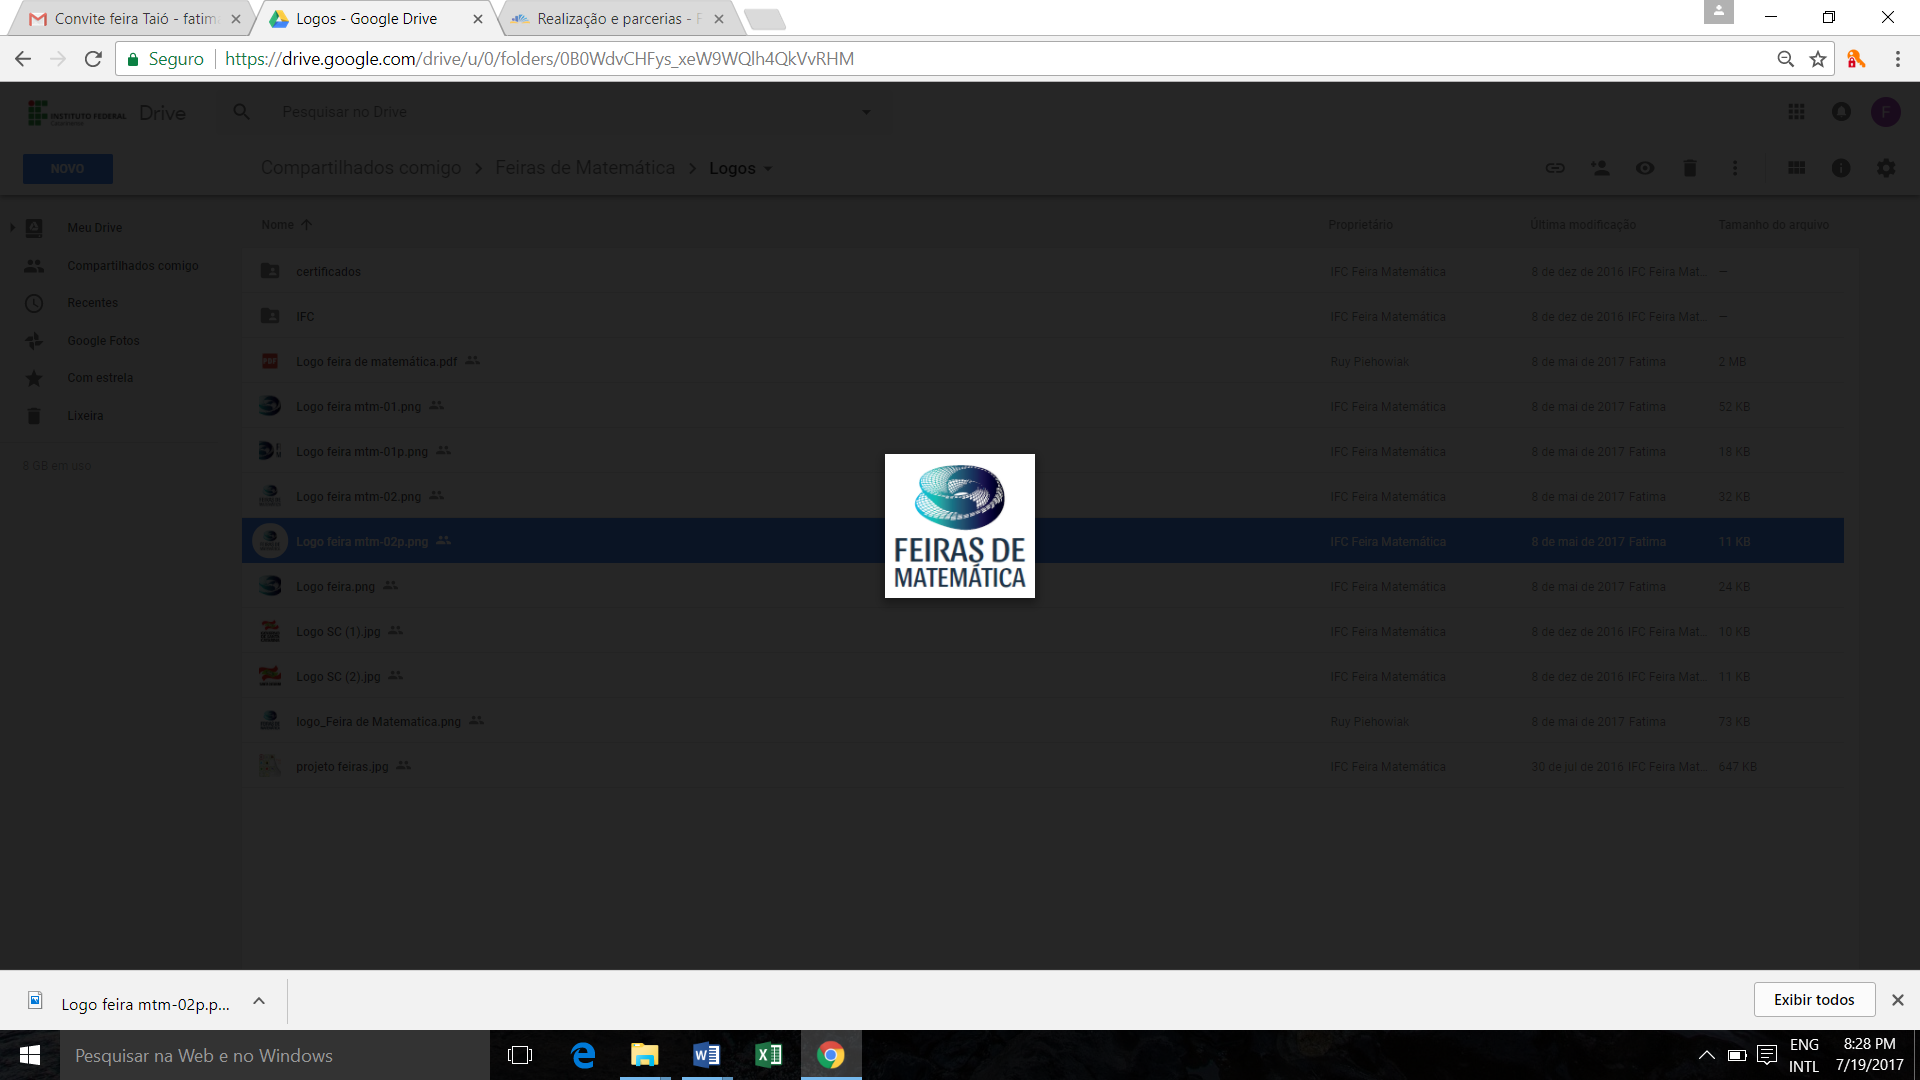 Convite feira Taió - fatim
Logos - Google Drive
Realização e parcerias - F
Seguro
https://drive.google.com/drive/u/0/folders/0B0WdvCHFys_xeW9WQlh4QkVvRHM
INSTITUTO FEDERAL
Drive
Pesquisar no Drive
F
NOVO
Compartilhados comigo > Feiras de Matemática > Logos
Meu Drive
Compartilhados comigo
Recentes
Google Fotos
Com estrela
Lixeira
8 GB em uso
Nome Proprietário Última modificação Tamanho do arquivo
certificados IFC Feira Matemática 8 de dez de 2016 IFC Feira Mat... —
IFC IFC Feira Matemática 8 de dez de 2016 IFC Feira Mat... —
Logo feira de matemática.pdf Ruy Piehowiak 8 de mai de 2017 Fatima 2 MB
Logo feira mtm-01.png IFC Feira Matemática 8 de mai de 2017 Fatima 52 KB
Logo feira mtm-01p.png IFC Feira Matemática 8 de mai de 2017 Fatima 18 KB
Logo feira mtm-02.png IFC Feira Matemática 8 de mai de 2017 Fatima 32 KB
Logo feira mtm-02p.png IFC Feira Matemática 8 de mai de 2017 Fatima 11 KB
Logo feira.png IFC Feira Matemática 8 de mai de 2017 Fatima 24 KB
Logo SC (1).jpg IFC Feira Matemática 8 de dez de 2016 IFC Feira Mat... 10 KB
Logo SC (2).jpg IFC Feira Matemática 8 de dez de 2016 IFC Feira Mat... 11 KB
logo_Feira de Matematica.png Ruy Piehowiak 8 de mai de 2017 Fatima 73 KB
projeto feiras.jpg IFC Feira Matemática 30 de jul de 2016 IFC Feira Mat... 647 KB
FEIRAS DE
MATEMÁTICA
Logo feira mtm-02p.p...
Exibir todos
Pesquisar na Web e no Windows
ENG
INTL
8:28 PM
7/19/2017